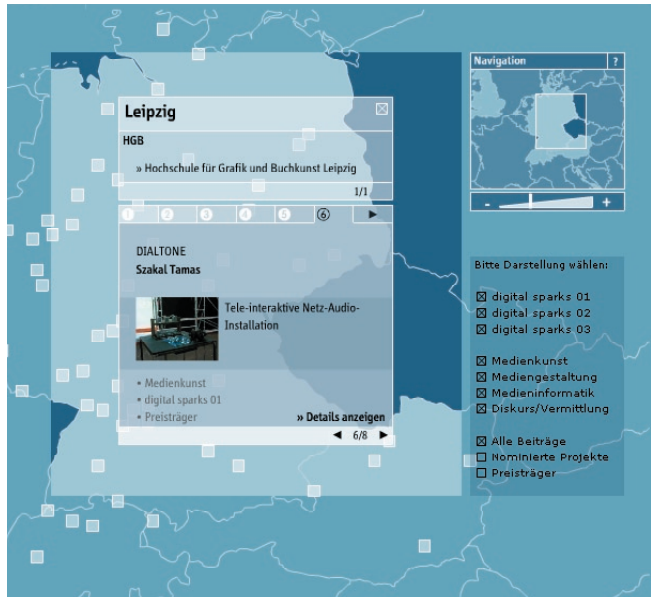 Leipzig
HGB
» Hochschule für Grafik und Buchkunst Leipzig
1/1
1 2 3 4 5 6
DIALTONE
Szakal Tamas
Tele-interaktive Netz-Audio-
Installation
• Medienkunst
• digital sparks 01
• Preisträger
» Details anzeigen
6/8
Navigation ?
- +
Bitte Darstellung wählen:
digital sparks 01
digital sparks 02
digital sparks 03
Medienkunst
Mediengestaltung
Medieninformatik
Diskurs/Vermittlung
Alle Beiträge
Nominierte Projekte
Preisträger